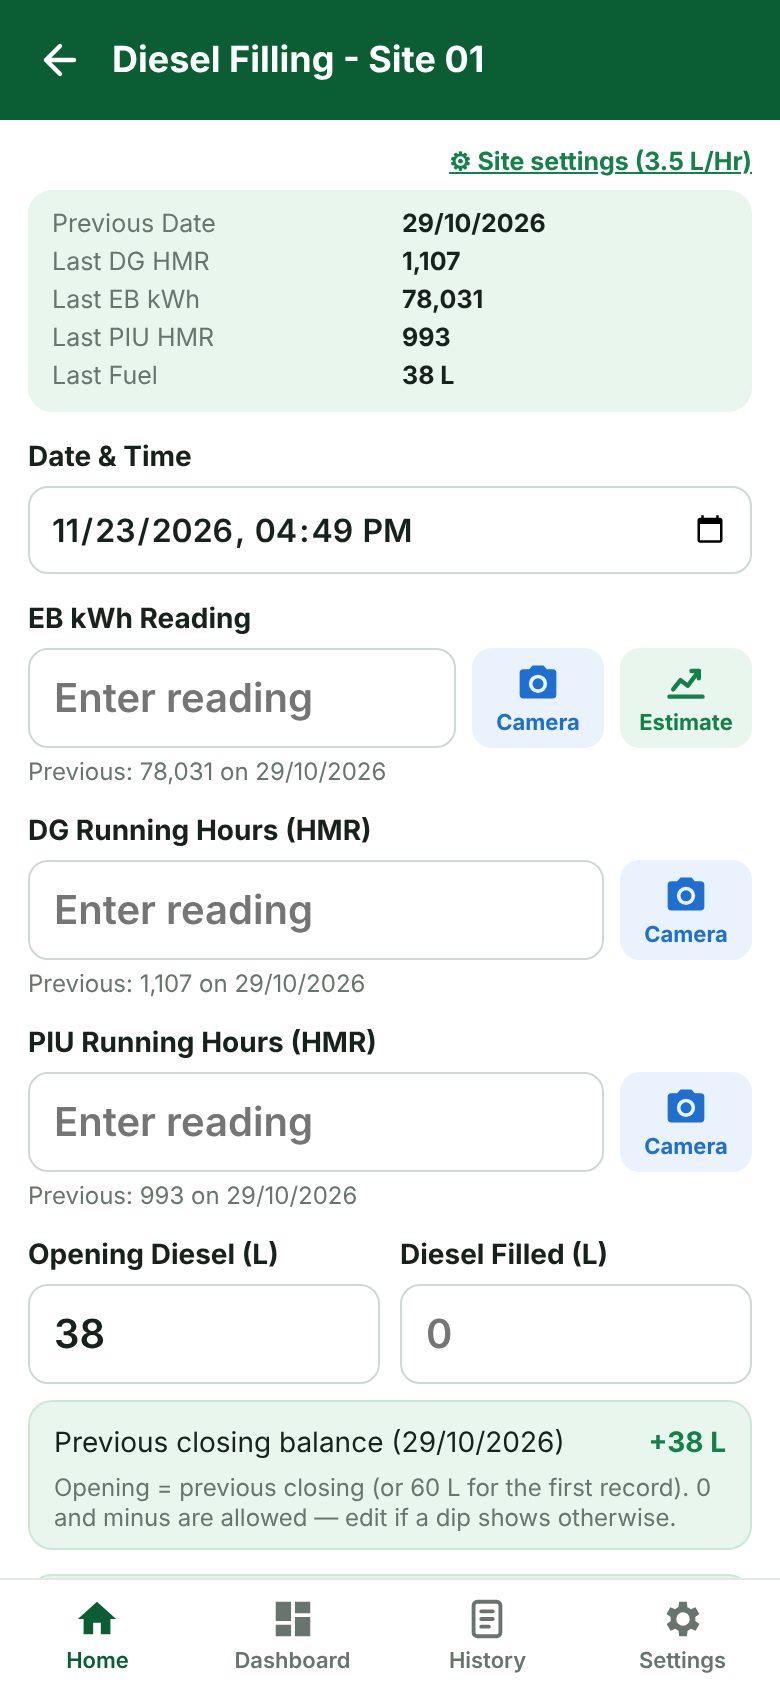 Diesel Filling - Site 01
⚙ Site settings (3.5 L/Hr)
Previous Date 29/10/2026
Last DG HMR 1,107
Last EB kWh 78,031
Last PIU HMR 993
Last Fuel 38 L
Date & Time
11/23/2026, 04:49 PM
EB kWh Reading
Enter reading
Camera
Estimate
Previous: 78,031 on 29/10/2026
DG Running Hours (HMR)
Enter reading
Camera
Previous: 1,107 on 29/10/2026
PIU Running Hours (HMR)
Enter reading
Camera
Previous: 993 on 29/10/2026
Opening Diesel (L) Diesel Filled (L)
38 0
Previous closing balance (29/10/2026) +38 L
Opening = previous closing (or 60 L for the first record). 0
and minus are allowed — edit if a dip shows otherwise.
Home Dashboard History Settings